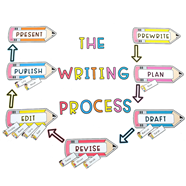 PRESENT
THE
PREWRITE
PUBLISH
WRITING
PLAN
PROCESS
EDIT
DRAFT
REVISE